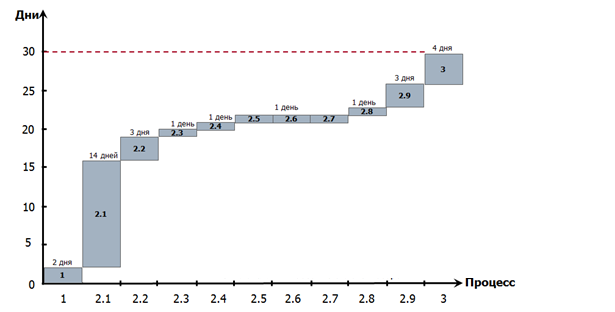 Дни
30
4 дня
3
3 дня
25
2.9
1 день
1 день
2.8
1 день
2.5
2.6
2.7
1 день
2.4
20
2.3
3 дня
2.2
15
14 дней
2.1
10
5
2 дня
1
0
Процесс
1 2.1 2.2 2.3 2.4 2.5 2.6 2.7 2.8 2.9 3